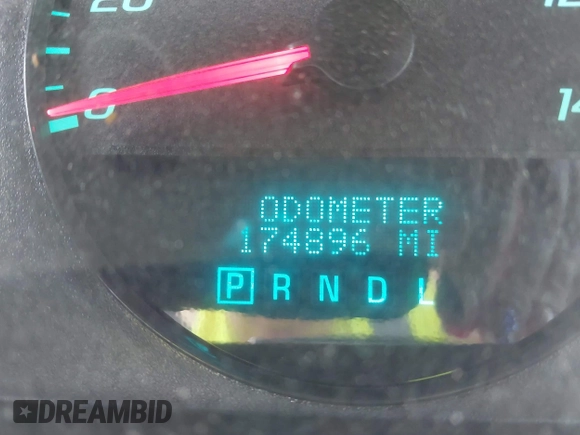 20
0
ODOMETER
174896 MI
P R N D L
DREAMBID